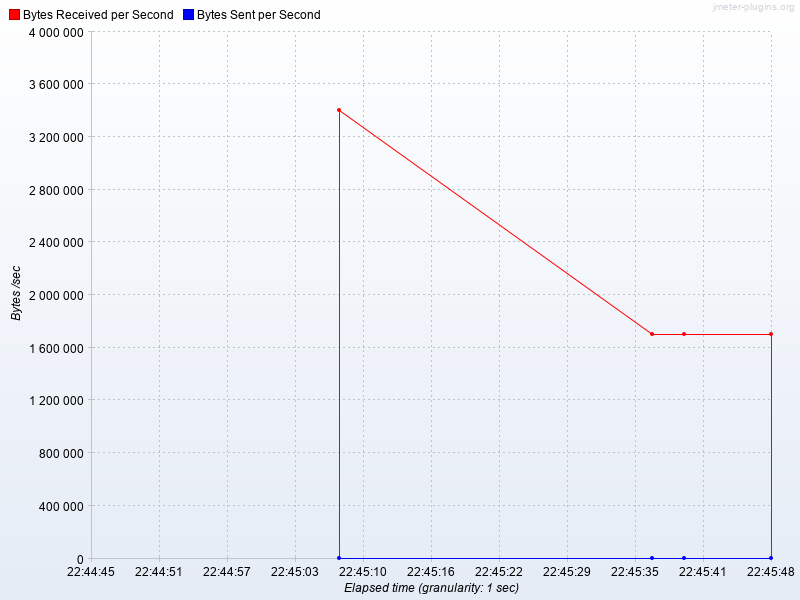 jmeter-plugins.org
Bytes Received per Second Bytes Sent per Second
4 000 000
3 600 000
3 200 000
2 800 000
2 400 000
2 000 000
1 600 000
1 200 000
800 000
400 000
0
Bytes /sec
22:44:45 22:44:51 22:44:57 22:45:03 22:45:10 22:45:16 22:45:22 22:45:29 22:45:35 22:45:41 22:45:48
Elapsed time (granularity: 1 sec)